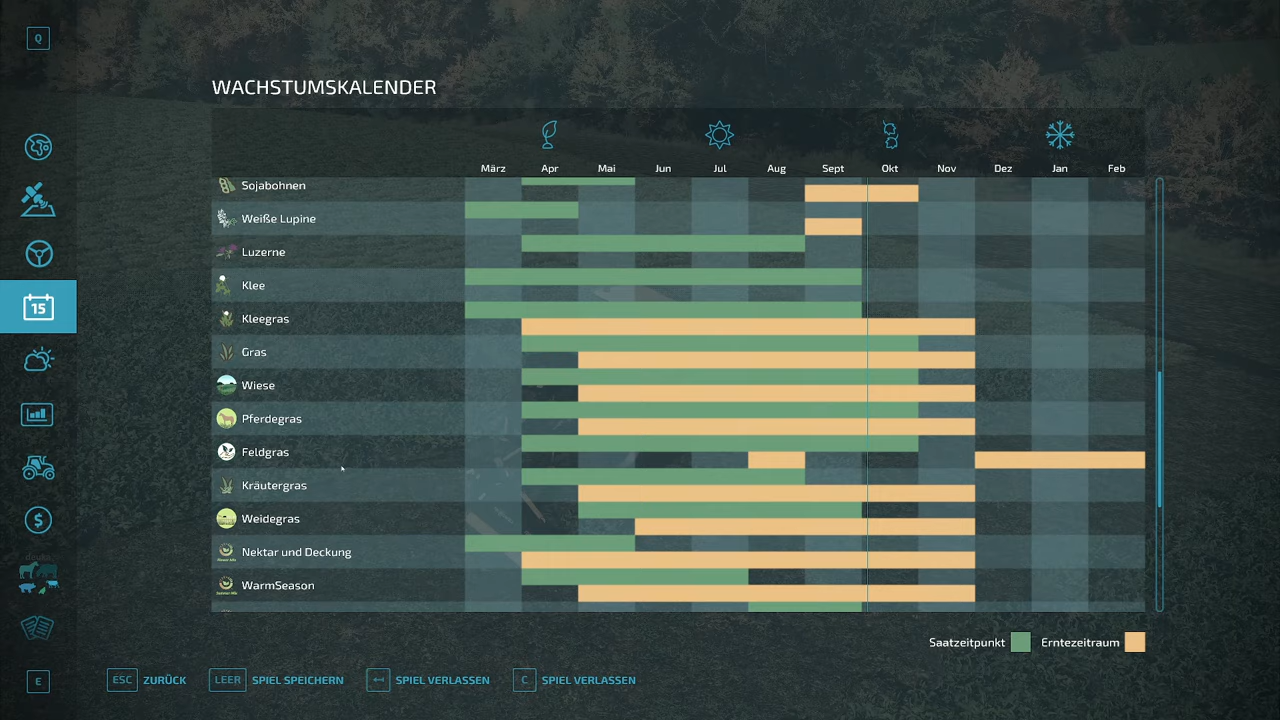 Q
WACHSTUMSKALENDER
März Apr Mai Jun Jul Aug Sept Okt Nov Dez Jan Feb
Sojabohnen
Weiße Lupine
Luzerne
Klee
Kleegras
Gras
Wiese
Pferdegras
Feldgras
Kräutergras
Weidegras
Nektar und Deckung
WarmSeason
15
$
Saatzeitpunkt Erntezeitraum
E
ESC ZURÜCK LEER SPIEL SPEICHERN SPIEL VERLASSEN C SPIEL VERLASSEN